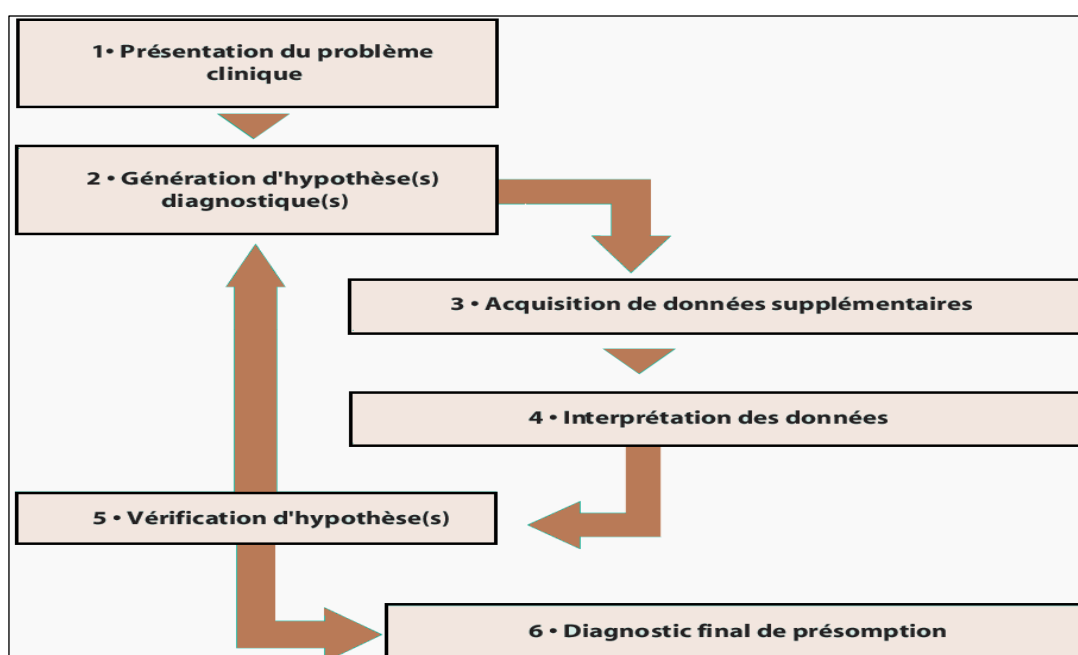 1• Présentation du problème
clinique
2 • Génération d'hypothèse(s)
diagnostique(s)
3 • Acquisition de données supplémentaires
4 • Interprétation des données
5 • Vérification d'hypothèse(s)
6 • Diagnostic final de présomption